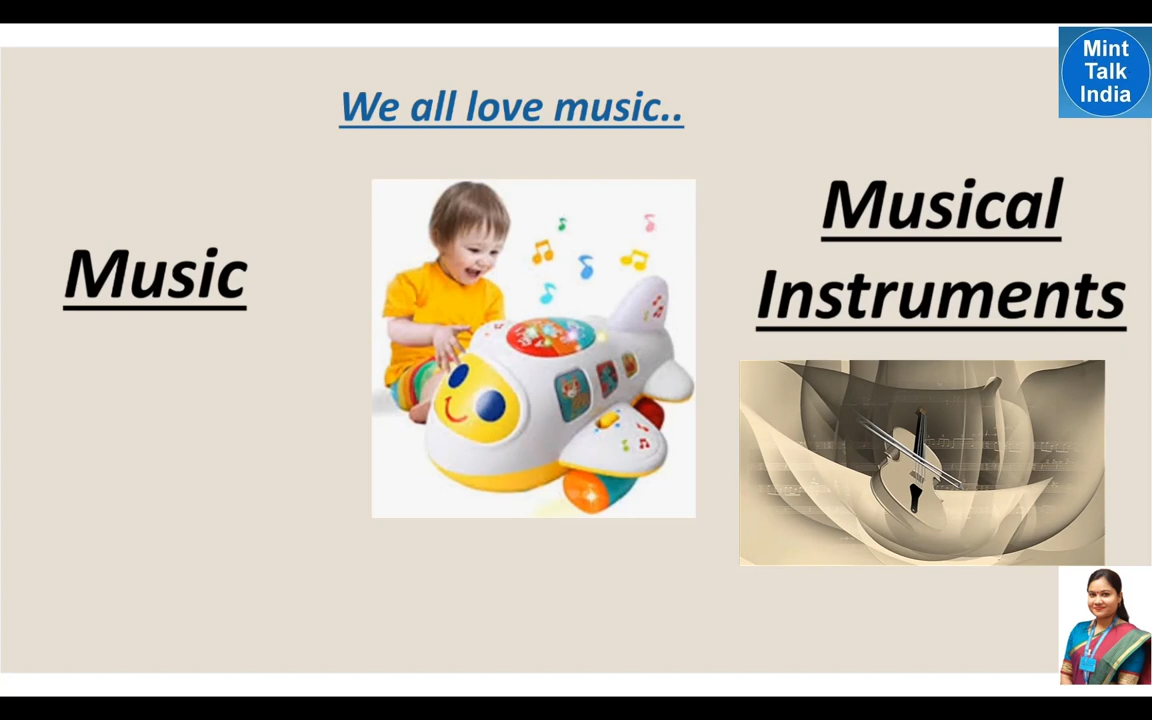 We all love music..
Music
Musical
Instruments
Mint
Talk
India